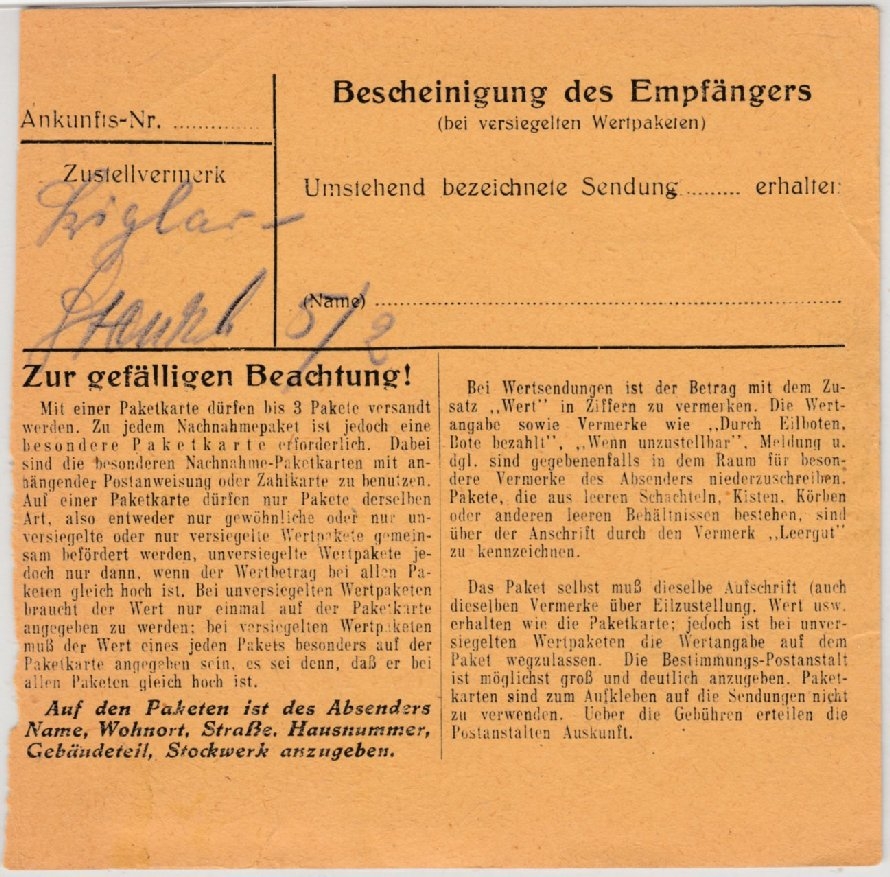 Ankunfts-Nr. ............
Zustellvermerk
5/2
Bescheinigung des Empfängers
(bei versiegelten Wertpaketen)
Umstehend bezeichnete Sendung ......... erhalten
(Name) ............................................................
Zur gefälligen Beachtung!
Mit einer Paketkarte dürfen bis 3 Pakete versandt
werden. Zu jedem Nachnahmepaket ist jedoch eine
besondere Paketkarte erforderlich. Dabei
sind die besonderen Nachnahme-Paketkarten mit an-
hängender Postanweisung oder Zahlkarte zu benutzen.
Auf einer Paketkarte dürfen nur Pakete derselben
Art, also entweder nur gewöhnliche oder nur un-
versiegelte oder nur versiegelte Wertpakete gemein-
sam befördert werden, unversiegelte Wertpakete je-
doch nur dann, wenn der Wertbetrag bei allen Pa-
keten gleich hoch ist. Bei unversiegelten Wertpaketen
braucht der Wert nur einmal auf der Paketkarte
angegeben zu werden; bei versiegelten Wertpaketen
muß der Wert eines jeden Pakets besonders auf der
Paketkarte angegeben sein, es sei denn, daß er bei
allen Paketen gleich hoch ist.
Auf den Paketen ist des Absenders
Name, Wohnort, Straße, Hausnummer,
Gebäudeteil, Stockwerk anzugeben.
Bei Wertsendungen ist der Betrag mit dem Zu-
satz „Wert" in Ziffern zu vermerken. Die Wert-
angabe sowie Vermerke wie „Durch Eilboten,
Bote bezahlt", „Wenn unzustellbar", Meldung u.
dgl. sind gegebenenfalls in dem Raum für beson-
dere Vermerke des Absenders niederzuschreiben.
Pakete, die aus leeren Schachteln, Kisten, Körben
oder anderen leeren Behältnissen bestehen, sind
über der Anschrift durch den Vermerk „Leergut"
zu kennzeichnen.
Das Paket selbst muß dieselbe Aufschrift (auch
dieselben Vermerke über Eilzustellung, Wert usw.
erhalten wie die Paketkarte; jedoch ist bei unver-
siegelten Wertpaketen die Wertangabe auf dem
Paket wegzulassen. Die Bestimmungs-Postanstalt
ist möglichst groß und deutlich anzugeben. Paket-
karten sind zum Aufkleben auf die Sendungen nicht
zu verwenden. Ueber die Gebühren erteilen die
Postanstalten Auskunft.